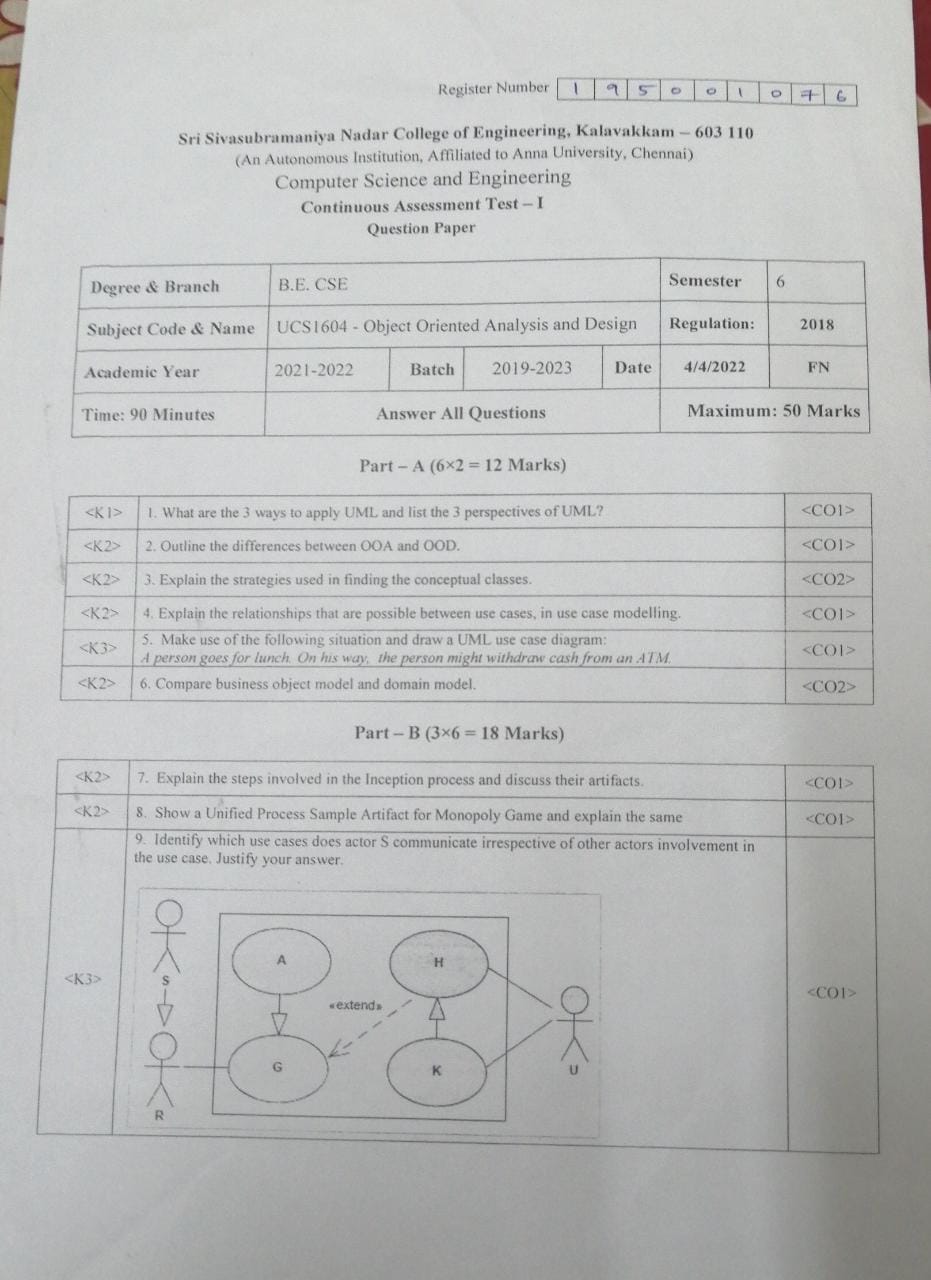 Register Number 1 9 5 0 0 1 0 7 6
Sri Sivasubramaniya Nadar College of Engineering, Kalavakkam – 603 110
(An Autonomous Institution, Affiliated to Anna University, Chennai)
Computer Science and Engineering
Continuous Assessment Test – I
Question Paper
Degree & Branch B.E. CSE Semester 6
Subject Code & Name UCS1604 - Object Oriented Analysis and Design Regulation: 2018
Academic Year 2021-2022 Batch 2019-2023 Date 4/4/2022 FN
Time: 90 Minutes Answer All Questions Maximum: 50 Marks
Part – A (6×2 = 12 Marks)
<K1> 1. What are the 3 ways to apply UML and list the 3 perspectives of UML? <CO1>
<K2> 2. Outline the differences between OOA and OOD. <CO1>
<K2> 3. Explain the strategies used in finding the conceptual classes. <CO2>
<K2> 4. Explain the relationships that are possible between use cases, in use case modelling. <CO1>
<K3> 5. Make use of the following situation and draw a UML use case diagram: <CO1>
A person goes for lunch. On his way, the person might withdraw cash from an ATM.
<K2> 6. Compare business object model and domain model. <CO2>
Part – B (3×6 = 18 Marks)
<K2> 7. Explain the steps involved in the Inception process and discuss their artifacts. <CO1>
<K2> 8. Show a Unified Process Sample Artifact for Monopoly Game and explain the same <CO1>
9. Identify which use cases does actor S communicate irrespective of other actors involvement in
the use case. Justify your answer.
<K3> <CO1>
A H
S
«extend»
G K U
R